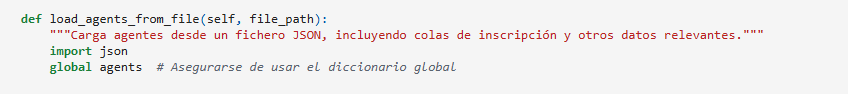 def load_agents_from_file(self, file_path):
    """Carga agentes desde un fichero JSON, incluyendo colas de inscripción y otros datos relevantes."""
    import json
    global agents  # Asegurarse de usar el diccionario global